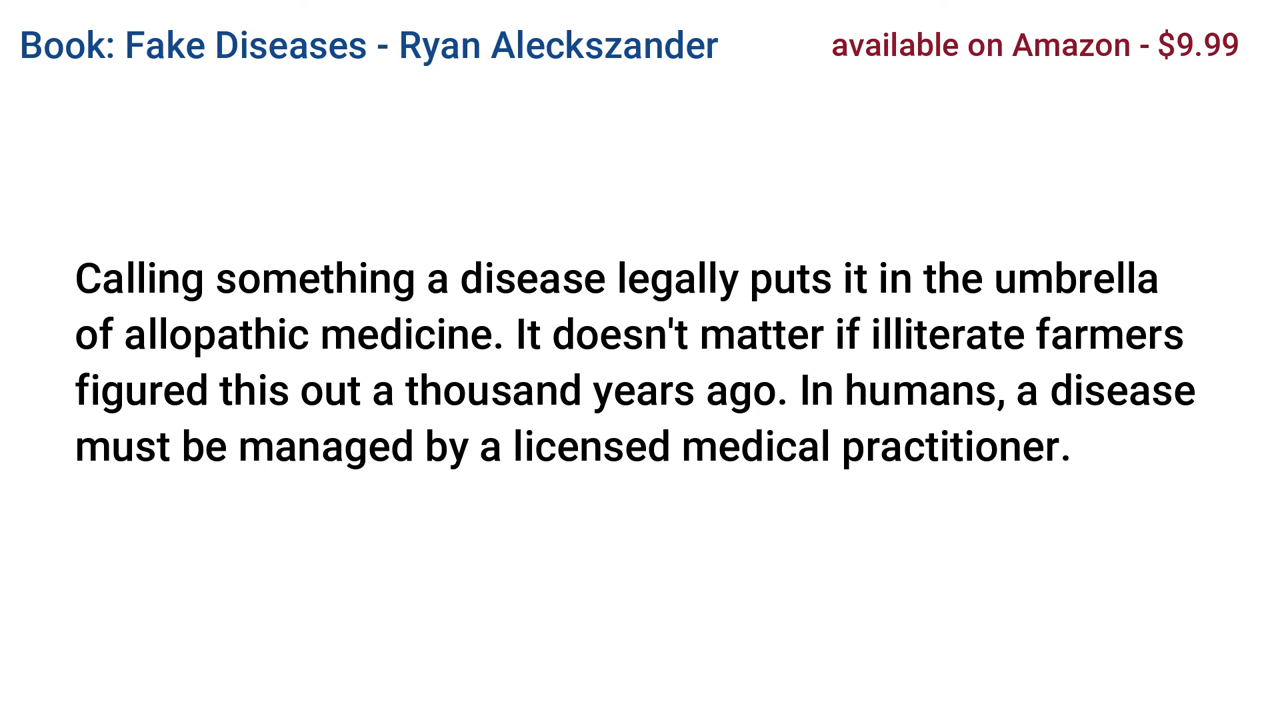 Book: Fake Diseases - Ryan Aleckszander
available on Amazon - $9.99
Calling something a disease legally puts it in the umbrella
of allopathic medicine. It doesn't matter if illiterate farmers
figured this out a thousand years ago. In humans, a disease
must be managed by a licensed medical practitioner.